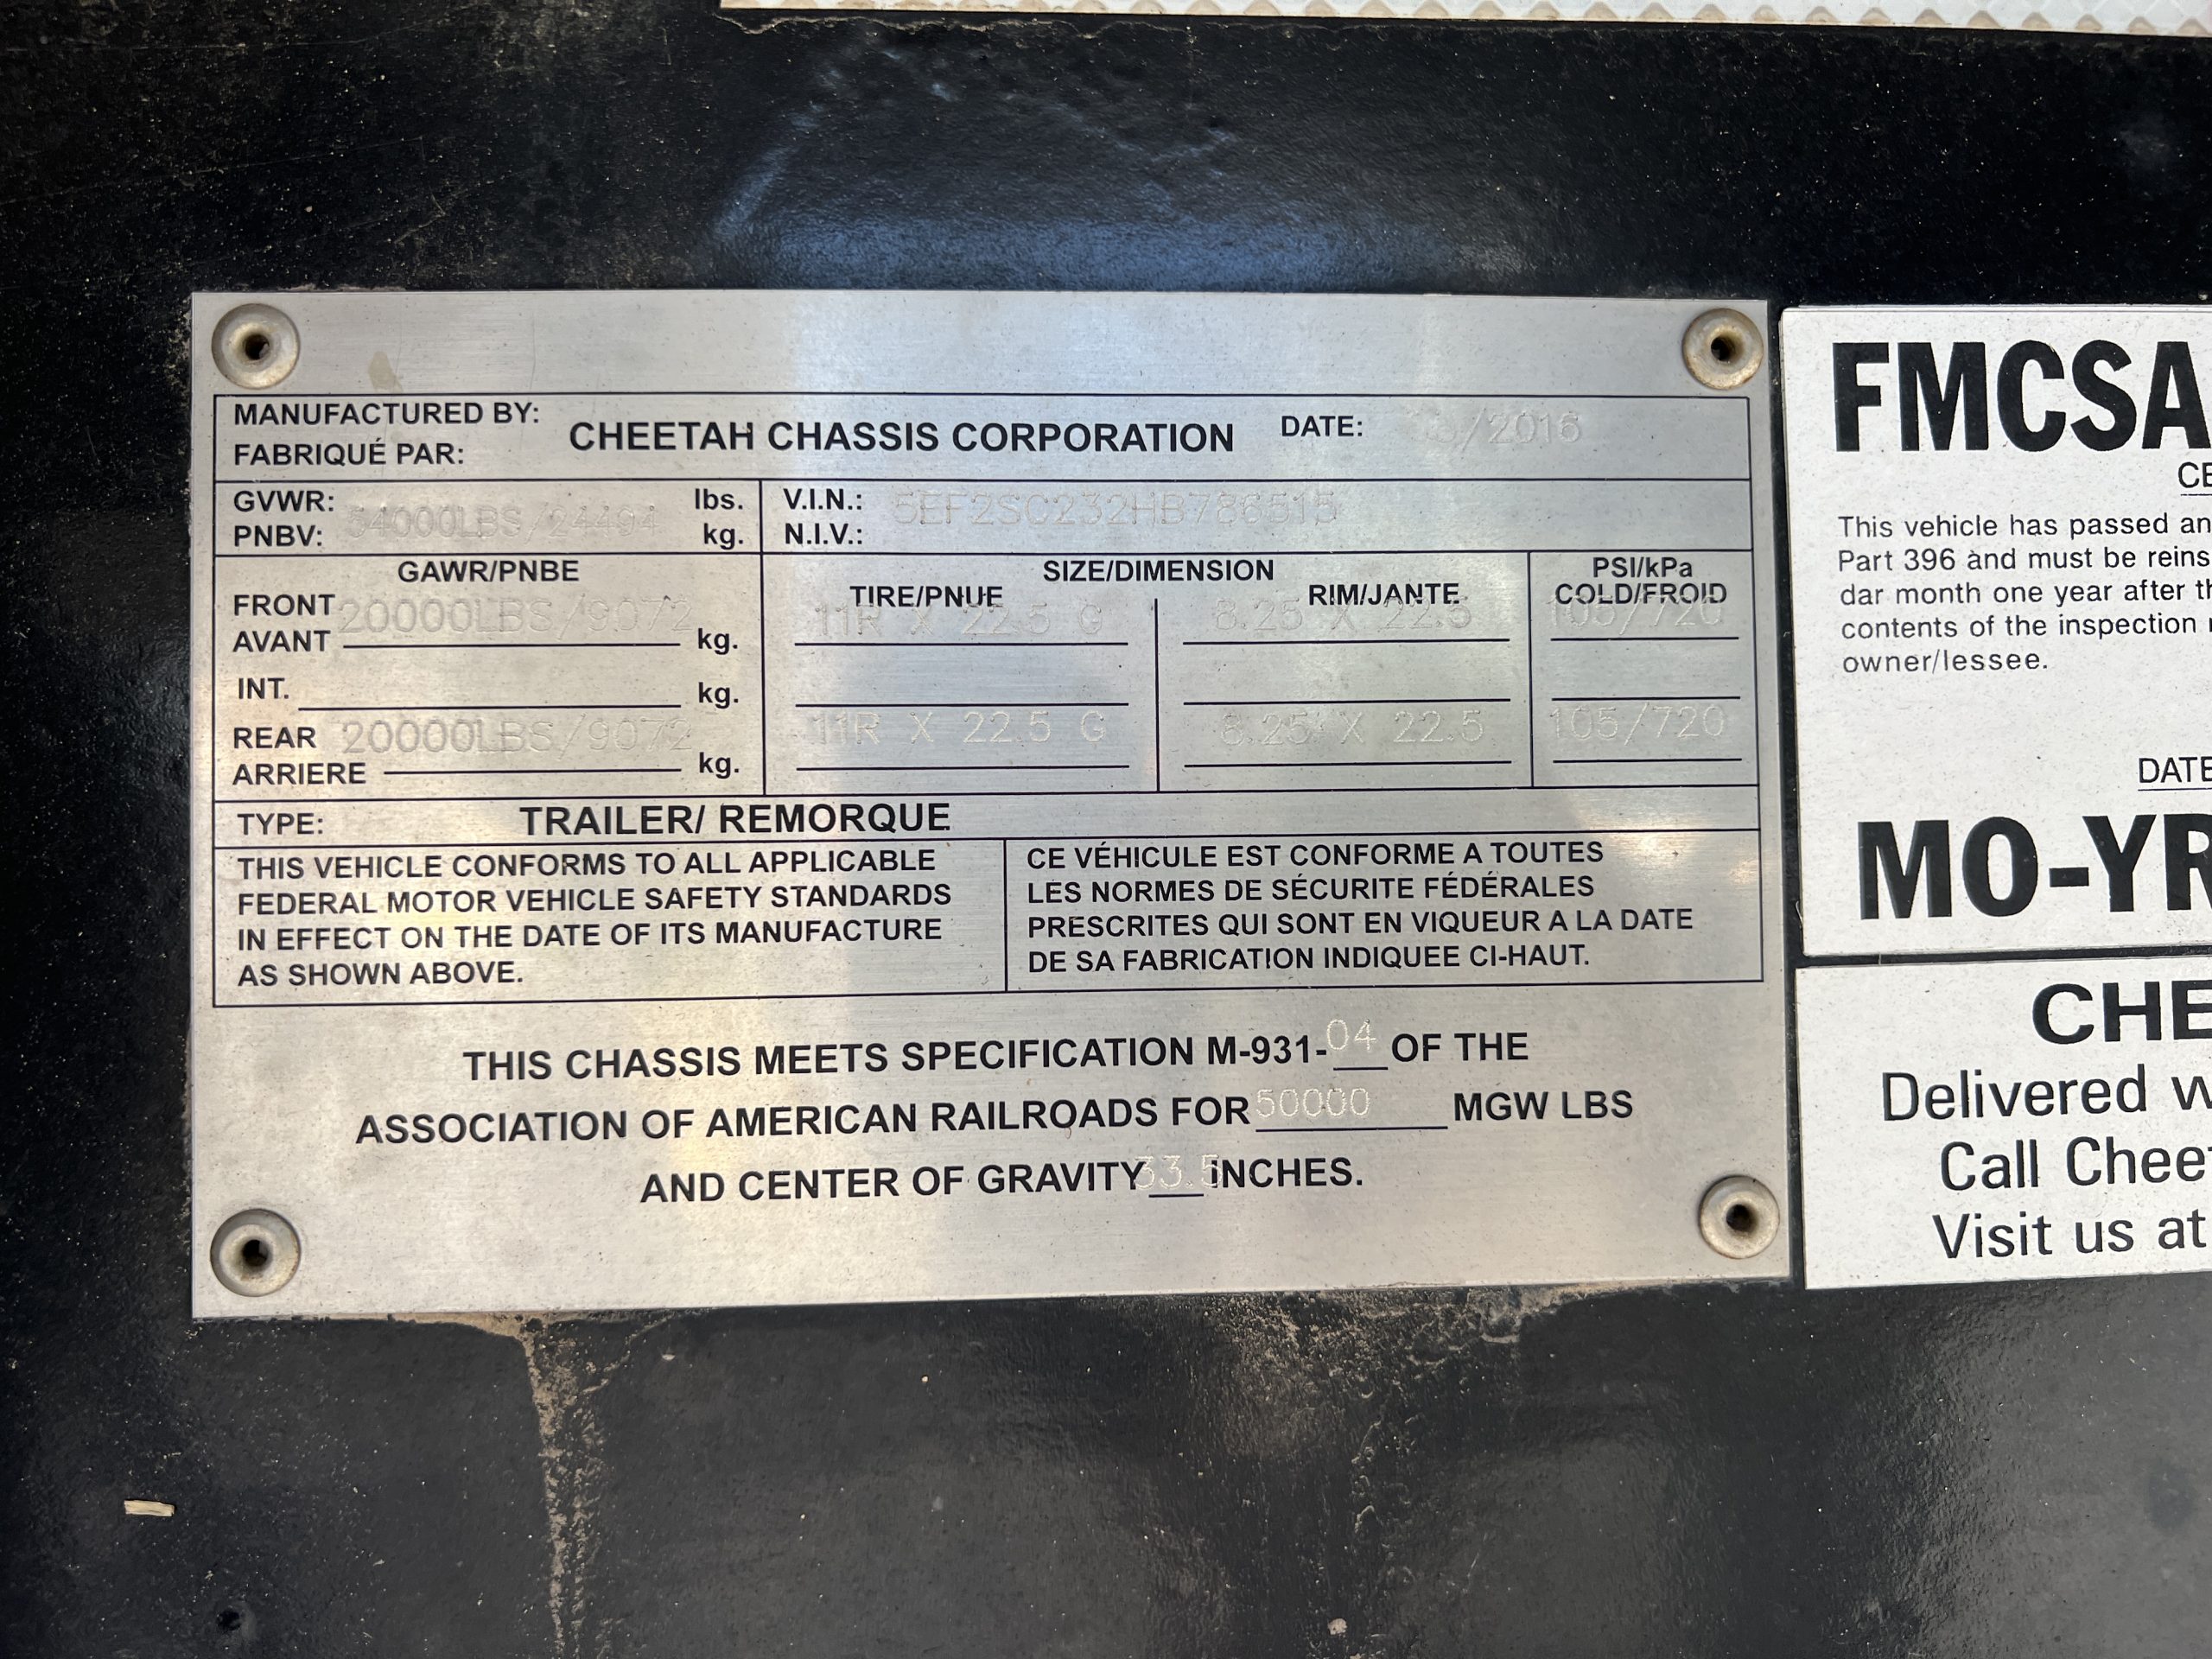 MANUFACTURED BY:
FABRIQUÉ PAR:
CHEETAH CHASSIS CORPORATION
DATE: /2016
GVWR: lbs.
PNBV: 54000LBS/24494 kg.
V.I.N.: 5EF2SC232HB786515
N.I.V.:
GAWR/PNBE
SIZE/DIMENSION
TIRE/PNUE
RIM/JANTE
PSI/kPa
COLD/FROID
FRONT 20000LBS/9072 11R X 22.5 G 8.25 X 22.5 105/720
AVANT kg.
INT. kg.
REAR 20000LBS/9072 11R X 22.5 G 8.25 X 22.5 105/720
ARRIERE kg.
TYPE: TRAILER/ REMORQUE
THIS VEHICLE CONFORMS TO ALL APPLICABLE
FEDERAL MOTOR VEHICLE SAFETY STANDARDS
IN EFFECT ON THE DATE OF ITS MANUFACTURE
AS SHOWN ABOVE.
CE VÉHICULE EST CONFORME A TOUTES
LES NORMES DE SÉCURITE FÉDÉRALES
PRESCRITES QUI SONT EN VIQUEUR A LA DATE
DE SA FABRICATION INDIQUEE CI-HAUT.
THIS CHASSIS MEETS SPECIFICATION M-931-04 OF THE
ASSOCIATION OF AMERICAN RAILROADS FOR 50000 MGW LBS
AND CENTER OF GRAVITY 33.5 INCHES.
FMCSA
CE
This vehicle has passed an
Part 396 and must be reins
dar month one year after th
contents of the inspection
owner/lessee.
DATE
MO-YR
CHE
Delivered w
Call Cheet
Visit us at